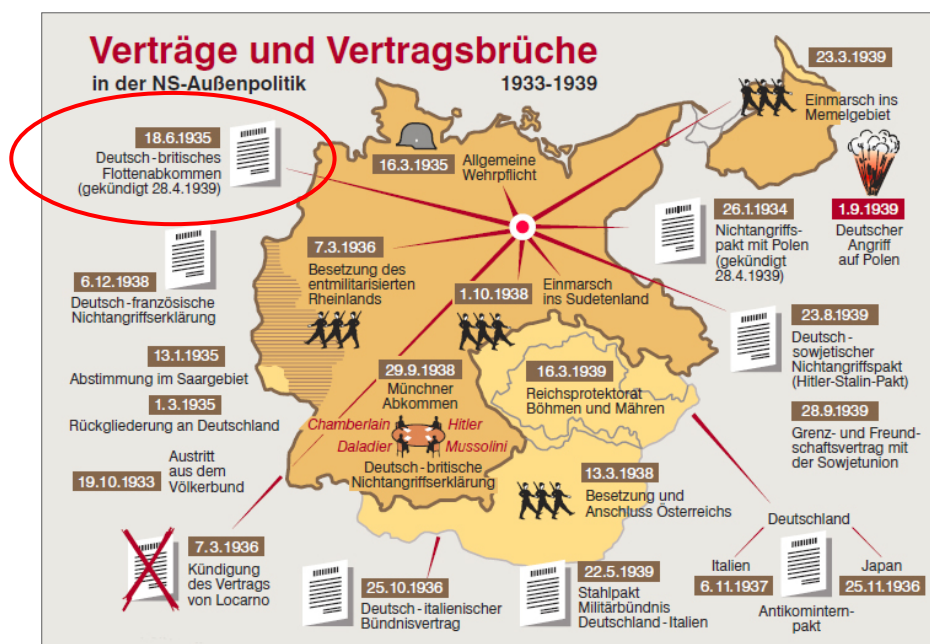 Verträge und Vertragsbrüche
in der NS-Außenpolitik 1933-1939
18.6.1935
Deutsch-britisches
Flottenabkommen
(gekündigt 28.4.1939)
16.3.1935
Allgemeine
Wehrpflicht
23.3.1939
Einmarsch ins
Memelgebiet
26.1.1934
Nichtangriffs-
pakt mit Polen
(gekündigt
28.4.1939)
1.9.1939
Deutscher
Angriff
auf Polen
6.12.1938
Deutsch-französische
Nichtangriffserklärung
7.3.1936
Besetzung des
entmilitarisierten
Rheinlands
1.10.1938
Einmarsch
ins Sudetenland
23.8.1939
Deutsch-
sowjetischer
Nichtangriffspakt
(Hitler-Stalin-Pakt)
13.1.1935
Abstimmung im Saargebiet
1.3.1935
Rückgliederung an Deutschland
29.9.1938
Münchner
Abkommen
Chamberlain Hitler
Daladier Mussolini
Deutsch-britische
Nichtangriffserklärung
16.3.1939
Reichsprotektorat
Böhmen und Mähren
28.9.1939
Grenz- und Freund-
schaftsvertrag mit
der Sowjetunion
19.10.1933
Austritt
aus dem
Völkerbund
13.3.1938
Besetzung und
Anschluss Österreichs
7.3.1936
Kündigung
des Vertrags
von Locarno
25.10.1936
Deutsch-italienischer
Bündnisvertrag
22.5.1939
Stahlpakt
Militärbündnis
Deutschland-Italien
Deutschland
Italien
6.11.1937
Japan
25.11.1936
Antikomintern-
pakt